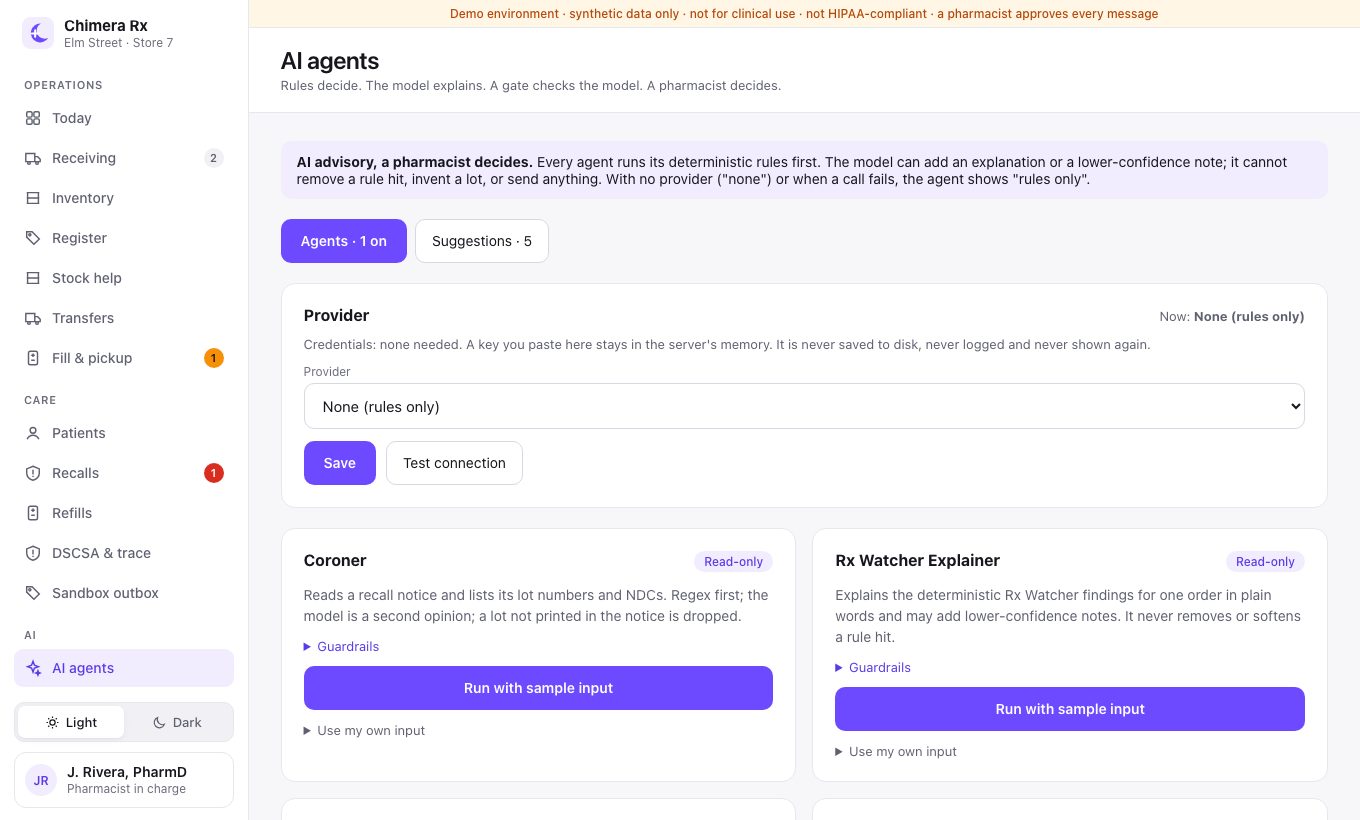 Chimera Rx
Elm Street · Store 7
OPERATIONS
Today
Receiving 2
Inventory
Register
Stock help
Transfers
Fill & pickup 1
CARE
Patients
Recalls 1
Refills
DSCSA & trace
Sandbox outbox
AI
AI agents
Light Dark
JR
J. Rivera, PharmD
Pharmacist in charge
Demo environment · synthetic data only · not for clinical use · not HIPAA-compliant · a pharmacist approves every message
AI agents
Rules decide. The model explains. A gate checks the model. A pharmacist decides.
AI advisory, a pharmacist decides. Every agent runs its deterministic rules first. The model can add an explanation or a lower-confidence note; it cannot
remove a rule hit, invent a lot, or send anything. With no provider ("none") or when a call fails, the agent shows "rules only".
Agents · 1 on
Suggestions · 5
Provider
Now: None (rules only)
Credentials: none needed. A key you paste here stays in the server's memory. It is never saved to disk, never logged and never shown again.
Provider
None (rules only)
Save
Test connection
Coroner
Read-only
Reads a recall notice and lists its lot numbers and NDCs. Regex first; the
model is a second opinion; a lot not printed in the notice is dropped.
Guardrails
Run with sample input
Use my own input
Rx Watcher Explainer
Read-only
Explains the deterministic Rx Watcher findings for one order in plain
words and may add lower-confidence notes. It never removes or softens
a rule hit.
Guardrails
Run with sample input
Use my own input